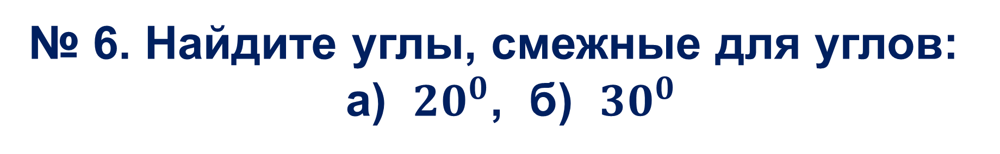 № 6. Найдите углы, смежные для углов:
а) 20⁰, б) 30⁰